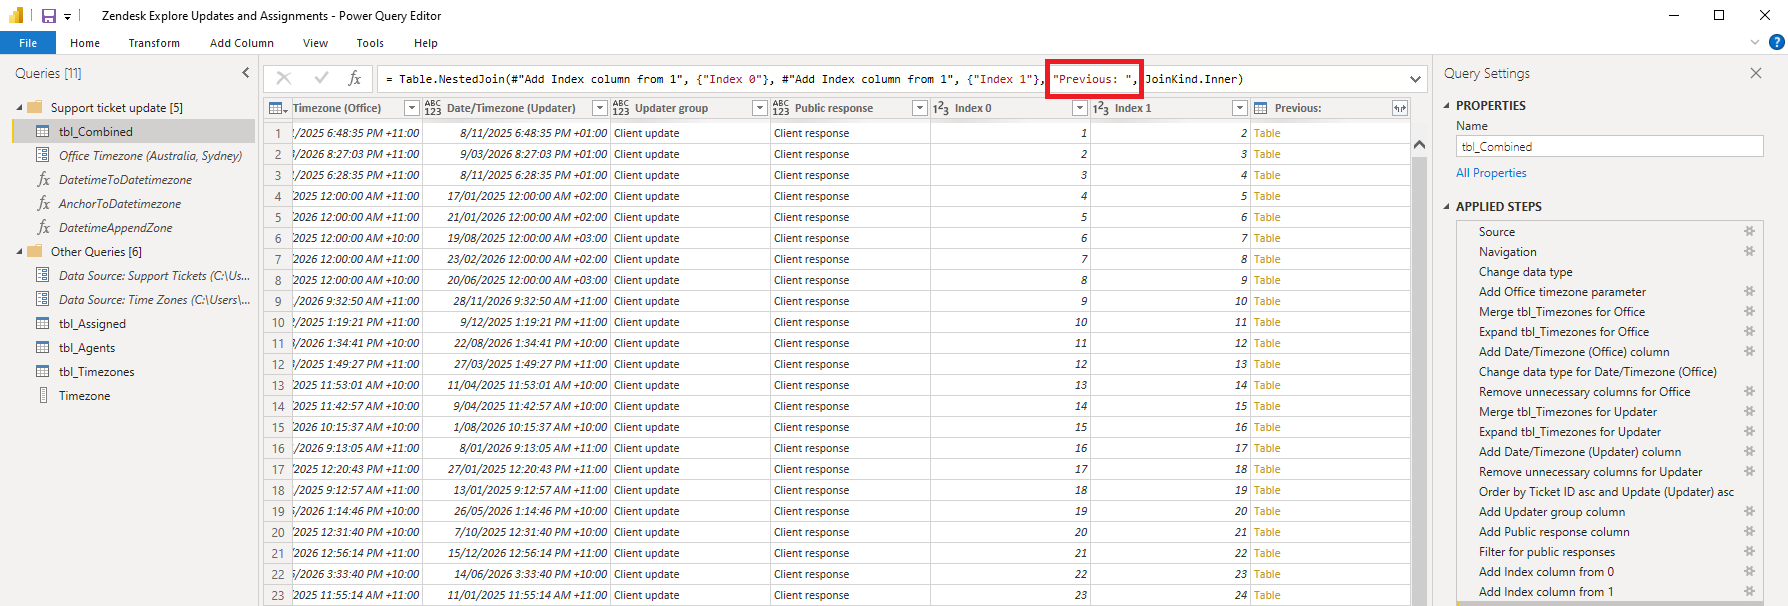 Zendesk Explore Updates and Assignments - Power Query Editor
File Home Transform Add Column View Tools Help
Queries [11]
Support ticket update [5]
tbl_Combined
Office Timezone (Australia, Sydney)
fx DatetimeToDatetimezone
fx AnchorToDatetimezone
fx DatetimeAppendZone
Other Queries [6]
Data Source: Support Tickets (C:\Us...
Data Source: Time Zones (C:\Users\...
tbl_Assigned
tbl_Agents
tbl_Timezones
Timezone
fx = Table.NestedJoin(#"Add Index column from 1", {"Index 0"}, #"Add Index column from 1", {"Index 1"}, "Previous: ", JoinKind.Inner)
Timezone (Office) ABC 123 Date/Timezone (Updater) ABC 123 Updater group ABC 123 Public response 123 Index 0 123 Index 1 Previous:
1 /2025 6:48:35 PM +11:00 8/11/2025 6:48:35 PM +01:00 Client update Client response 1 2 Table
2 /2026 8:27:03 PM +11:00 9/03/2026 8:27:03 PM +01:00 Client update Client response 2 3 Table
3 /2025 6:28:35 PM +11:00 8/11/2025 6:28:35 PM +01:00 Client update Client response 3 4 Table
4 /2025 12:00:00 AM +11:00 17/01/2025 12:00:00 AM +02:00 Client update Client response 4 5 Table
5 /2026 12:00:00 AM +11:00 21/01/2026 12:00:00 AM +02:00 Client update Client response 5 6 Table
6 /2025 12:00:00 AM +10:00 19/08/2025 12:00:00 AM +03:00 Client update Client response 6 7 Table
7 /2026 12:00:00 AM +11:00 23/02/2026 12:00:00 AM +02:00 Client update Client response 7 8 Table
8 /2025 12:00:00 AM +10:00 20/06/2025 12:00:00 AM +03:00 Client update Client response 8 9 Table
9 /2026 9:32:50 AM +11:00 28/11/2026 9:32:50 AM +11:00 Client update Client response 9 10 Table
10 /2025 1:19:21 PM +11:00 9/12/2025 1:19:21 PM +11:00 Client update Client response 10 11 Table
11 /2026 1:34:41 PM +10:00 22/08/2026 1:34:41 PM +10:00 Client update Client response 11 12 Table
12 /2025 1:49:27 PM +11:00 27/03/2025 1:49:27 PM +11:00 Client update Client response 12 13 Table
13 /2025 11:53:01 AM +10:00 11/04/2025 11:53:01 AM +10:00 Client update Client response 13 14 Table
14 /2025 11:42:57 AM +10:00 9/04/2025 11:42:57 AM +10:00 Client update Client response 14 15 Table
15 /2026 10:15:37 AM +10:00 1/08/2026 10:15:37 AM +10:00 Client update Client response 15 16 Table
16 /2026 9:13:05 AM +11:00 8/01/2026 9:13:05 AM +11:00 Client update Client response 16 17 Table
17 /2025 12:20:43 PM +11:00 27/01/2025 12:20:43 PM +11:00 Client update Client response 17 18 Table
18 /2025 9:12:57 AM +11:00 13/01/2025 9:12:57 AM +11:00 Client update Client response 18 19 Table
19 /2026 1:14:46 PM +10:00 26/05/2026 1:14:46 PM +10:00 Client update Client response 19 20 Table
20 /2025 12:31:40 PM +10:00 7/10/2025 12:31:40 PM +10:00 Client update Client response 20 21 Table
21 /2026 12:56:14 PM +11:00 15/12/2026 12:56:14 PM +11:00 Client update Client response 21 22 Table
22 /2026 3:33:40 PM +10:00 14/06/2026 3:33:40 PM +10:00 Client update Client response 22 23 Table
23 /2025 11:55:14 AM +11:00 11/01/2025 11:55:14 AM +11:00 Client update Client response 23 24 Table
Query Settings
PROPERTIES
Name
tbl_Combined
All Properties
APPLIED STEPS
Source
Navigation
Change data type
Add Office timezone parameter
Merge tbl_Timezones for Office
Expand tbl_Timezones for Office
Add Date/Timezone (Office) column
Change data type for Date/Timezone (Office)
Remove unnecessary columns for Office
Merge tbl_Timezones for Updater
Expand tbl_Timezones for Updater
Add Date/Timezone (Updater) column
Remove unnecessary columns for Updater
Order by Ticket ID asc and Update (Updater) asc
Add Updater group column
Add Public response column
Filter for public responses
Add Index column from 0
Add Index column from 1